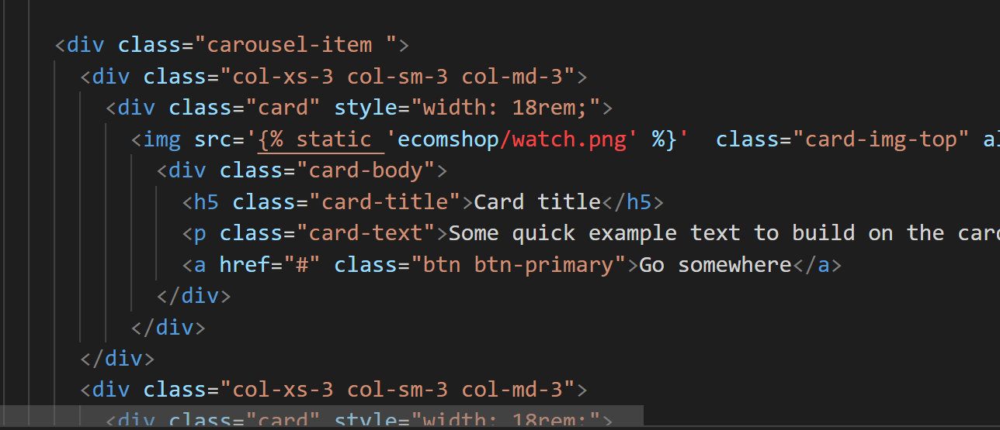 <div class="carousel-item ">
<div class="col-xs-3 col-sm-3 col-md-3">
<div class="card" style="width: 18rem;">
<img src='{% static 'ecomshop/watch.png' %}'  class="card-img-top"
<div class="card-body">
<h5 class="card-title">Card title</h5>
<p class="card-text">Some quick example text to build on the
<a href="#" class="btn btn-primary">Go somewhere</a>
</div>
</div>
</div>
<div class="col-xs-3 col-sm-3 col-md-3">
<div class="card" style="width: 18rem;">